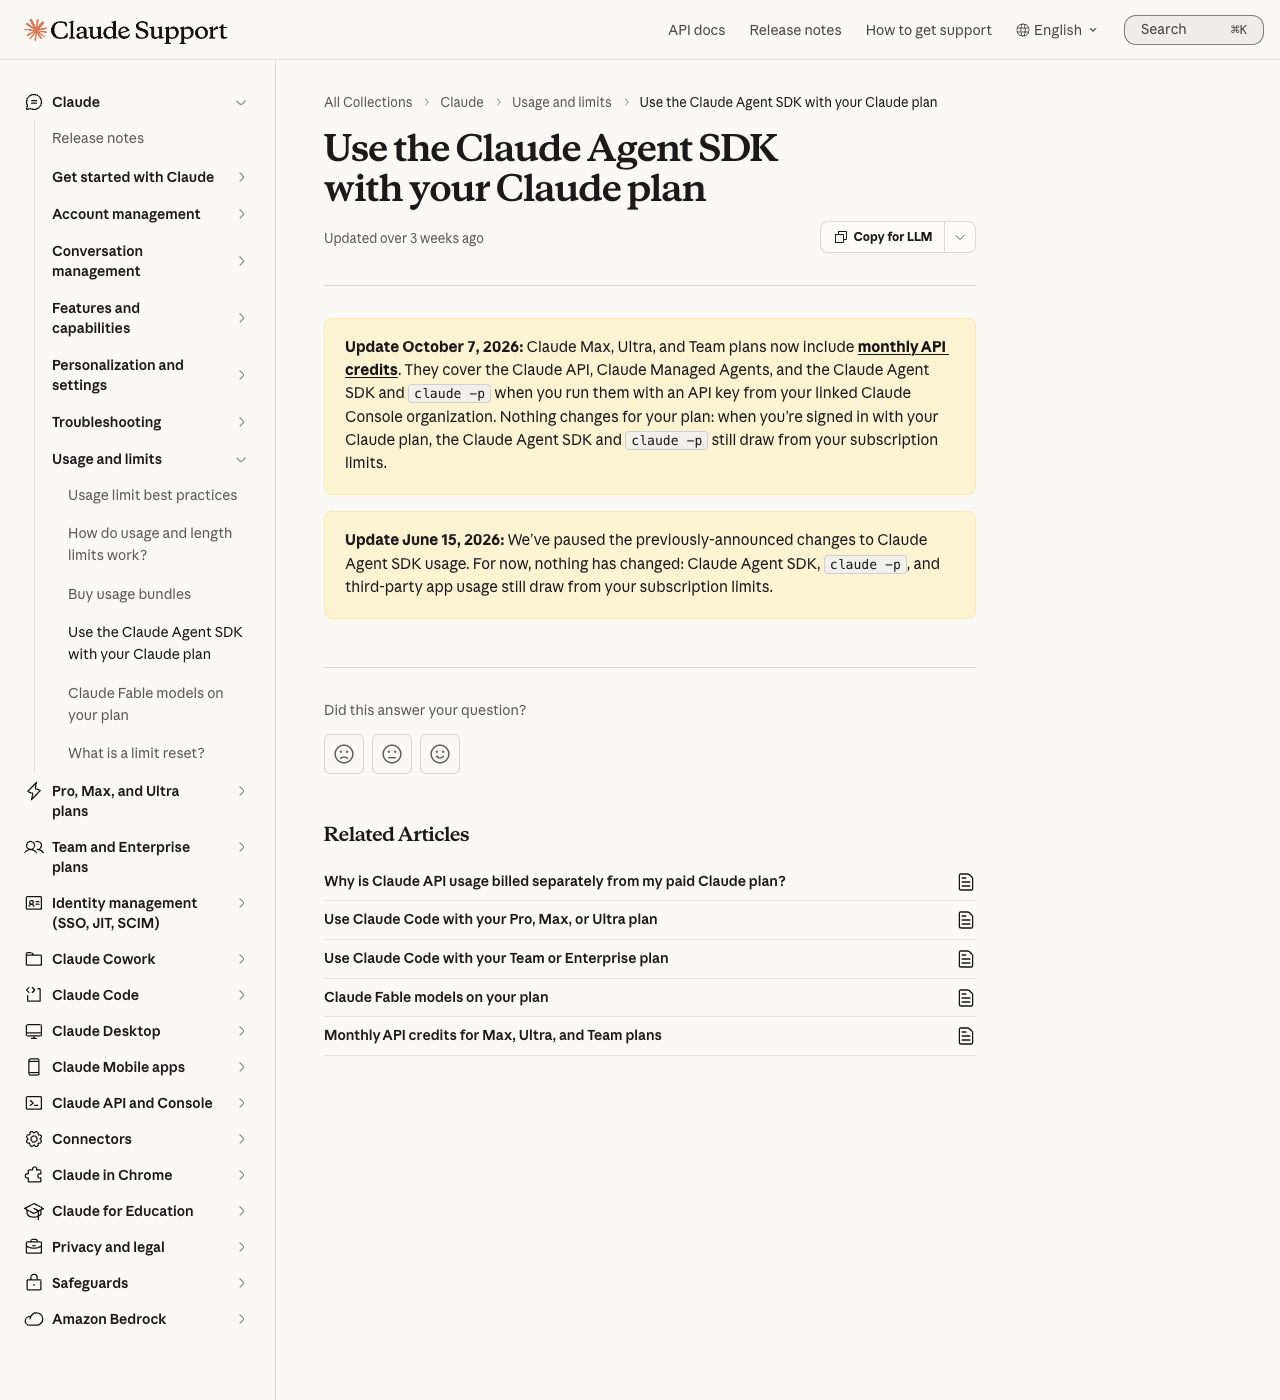 Claude Support
API docs
Release notes
How to get support
English
Search ⌘K
Claude
Release notes
Get started with Claude
Account management
Conversation
management
Features and
capabilities
Personalization and
settings
Troubleshooting
Usage and limits
Usage limit best practices
How do usage and length
limits work?
Buy usage bundles
Use the Claude Agent SDK
with your Claude plan
Claude Fable models on
your plan
What is a limit reset?
Pro, Max, and Ultra
plans
Team and Enterprise
plans
Identity management
(SSO, JIT, SCIM)
Claude Cowork
Claude Code
Claude Desktop
Claude Mobile apps
Claude API and Console
Connectors
Claude in Chrome
Claude for Education
Privacy and legal
Safeguards
Amazon Bedrock
All Collections > Claude > Usage and limits > Use the Claude Agent SDK with your Claude plan
Use the Claude Agent SDK
with your Claude plan
Updated over 3 weeks ago
Copy for LLM
Update October 7, 2026: Claude Max, Ultra, and Team plans now include monthly API
credits. They cover the Claude API, Claude Managed Agents, and the Claude Agent
SDK and claude -p when you run them with an API key from your linked Claude
Console organization. Nothing changes for your plan: when you’re signed in with your
Claude plan, the Claude Agent SDK and claude -p still draw from your subscription
limits.
Update June 15, 2026: We’ve paused the previously-announced changes to Claude
Agent SDK usage. For now, nothing has changed: Claude Agent SDK, claude -p, and
third-party app usage still draw from your subscription limits.
Did this answer your question?
Related Articles
Why is Claude API usage billed separately from my paid Claude plan?
Use Claude Code with your Pro, Max, or Ultra plan
Use Claude Code with your Team or Enterprise plan
Claude Fable models on your plan
Monthly API credits for Max, Ultra, and Team plans